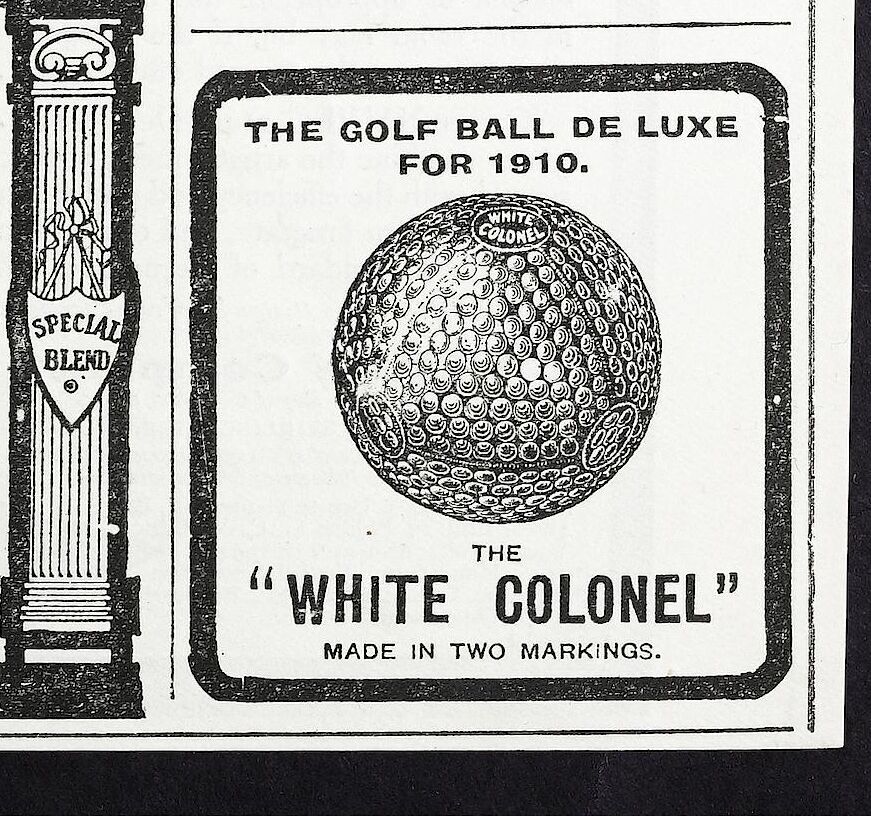 SPECIAL
BLEND
THE GOLF BALL DE LUXE
FOR 1910.
WHITE
COLONEL
THE
"WHITE COLONEL"
MADE IN TWO MARKINGS.